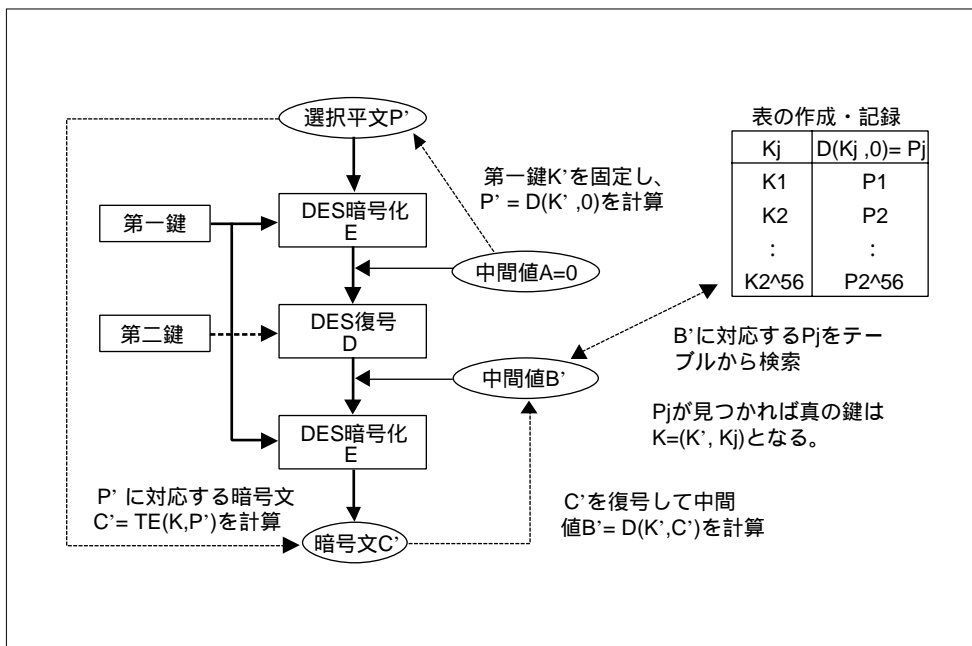 選択平文P’
表の作成・記録
Kj
D(Kj ,0)= Pj
K1
P1
K2
P2
:
:
K2^56
P2^56
第一鍵K’を固定し、
P’ = D(K’ ,0)を計算
第一鍵
DES暗号化
E
中間値A=0
第二鍵
DES復号
D
B’に対応するPjをテー
ブルから検索
中間値B’
Pjが見つかれば真の鍵は
K=(K’, Kj)となる。
DES暗号化
E
P’ に対応する暗号文
C’= TE(K,P’)を計算
C’を復号して中間
値B’= D(K’,C’)を計算
暗号文C’